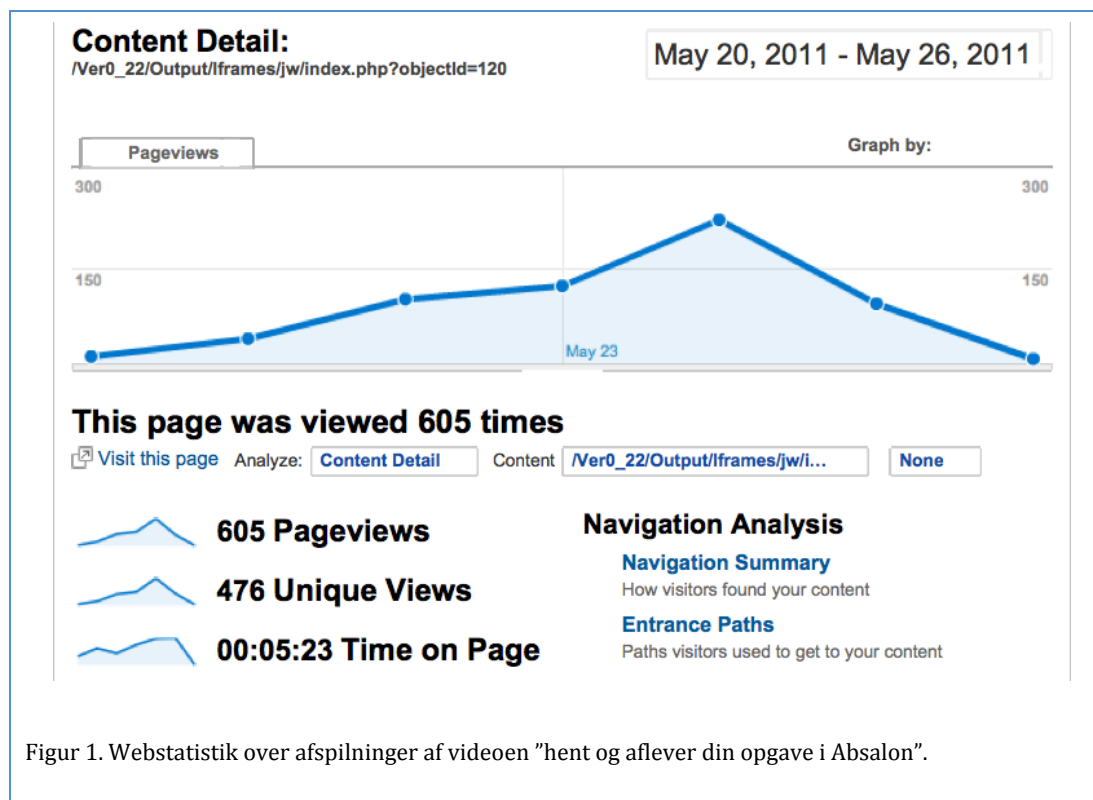 Content Detail:
/Ver0_22/Output/Iframes/jw/index.php?objectId=120
May 20, 2011 - May 26, 2011
Pageviews
Graph by:
300
300
150
150
May 23
This page was viewed 605 times
Visit this page Analyze: Content Detail Content /Ver0_22/Output/Iframes/jw/i... None
605 Pageviews
476 Unique Views
00:05:23 Time on Page
Navigation Analysis
Navigation Summary
How visitors found your content
Entrance Paths
Paths visitors used to get to your content
Figur 1. Webstatistik over afspilninger af videoen ”hent og aflever din opgave i Absalon”.